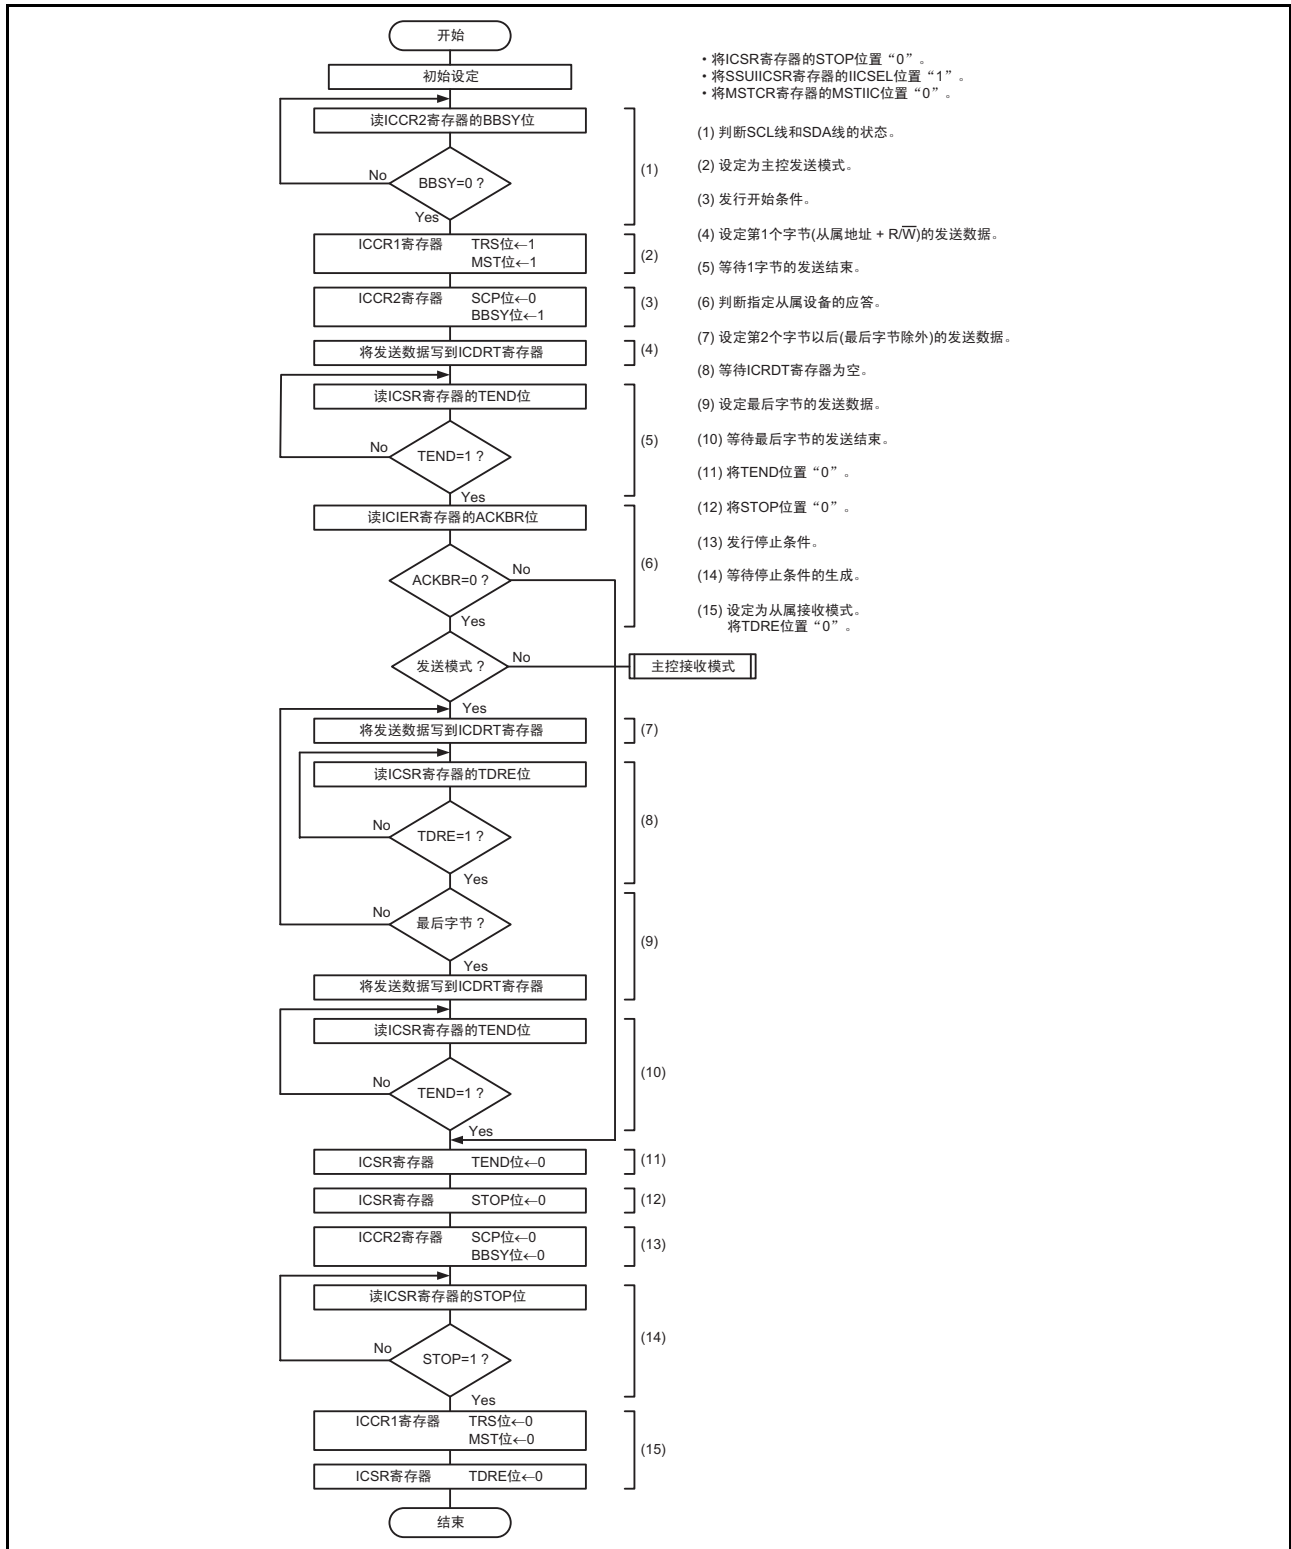 开始
初始设定
读ICCR2寄存器的BBSY位
No
BBSY=0 ?
Yes
(1)
ICCR1寄存器 TRS位←1
MST位←1
(2)
ICCR2寄存器 SCP位←0
BBSY位←1
(3)
将发送数据写到ICDRT寄存器
(4)
读ICSR寄存器的TEND位
No
TEND=1 ?
Yes
(5)
读ICIER寄存器的ACKBR位
ACKBR=0 ?
No
Yes
(6)
发送模式 ?
No
主控接收模式
Yes
将发送数据写到ICDRT寄存器
(7)
读ICSR寄存器的TDRE位
No
TDRE=1 ?
Yes
(8)
No
最后字节 ?
Yes
(9)
将发送数据写到ICDRT寄存器
读ICSR寄存器的TEND位
No
TEND=1 ?
Yes
(10)
ICSR寄存器 TEND位←0
(11)
ICSR寄存器 STOP位←0
(12)
ICCR2寄存器 SCP位←0
BBSY位←0
(13)
读ICSR寄存器的STOP位
No
STOP=1 ?
Yes
(14)
ICCR1寄存器 TRS位←0
MST位←0
(15)
ICSR寄存器 TDRE位←0
结束
・将ICSR寄存器的STOP位置“0”。
・将SSUIICSR寄存器的IICSEL位置“1”。
・将MSTCR寄存器的MSTIIC位置“0”。
(1) 判断SCL线和SDA线的状态。
(2) 设定为主控发送模式。
(3) 发行开始条件。
(4) 设定第1个字节(从属地址 + R/W̅)的发送数据。
(5) 等待1字节的发送结束。
(6) 判断指定从属设备的应答。
(7) 设定第2个字节以后(最后字节除外)的发送数据。
(8) 等待ICRDT寄存器为空。
(9) 设定最后字节的发送数据。
(10) 等待最后字节的发送结束。
(11) 将TEND位置“0”。
(12) 将STOP位置“0”。
(13) 发行停止条件。
(14) 等待停止条件的生成。
(15) 设定为从属接收模式。
将TDRE位置“0”。